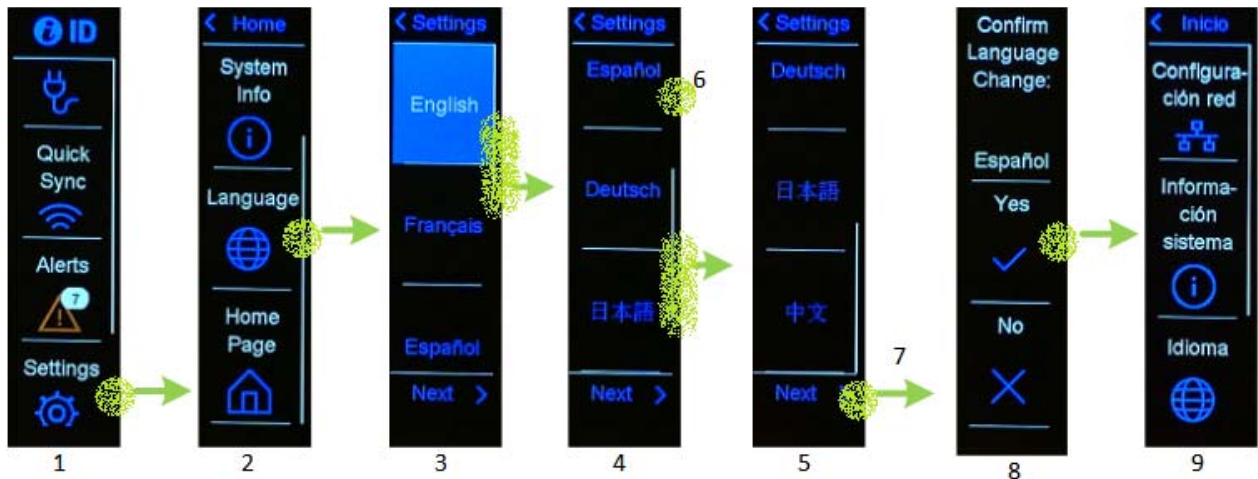 i ID
Quick
Sync
Alerts
7
Settings
1
< Home
System
Info
i
Language
Home
Page
2
< Settings
English
Français
Español
Next >
3
< Settings
Español
Deutsch
日本語
Next >
4
6
< Settings
Deutsch
日本語
中文
Next
5
7
Confirm
Language
Change:
Español
Yes
No
8
< Inicio
Configura-
ción red
Informa-
ción
sistema
i
Idioma
9